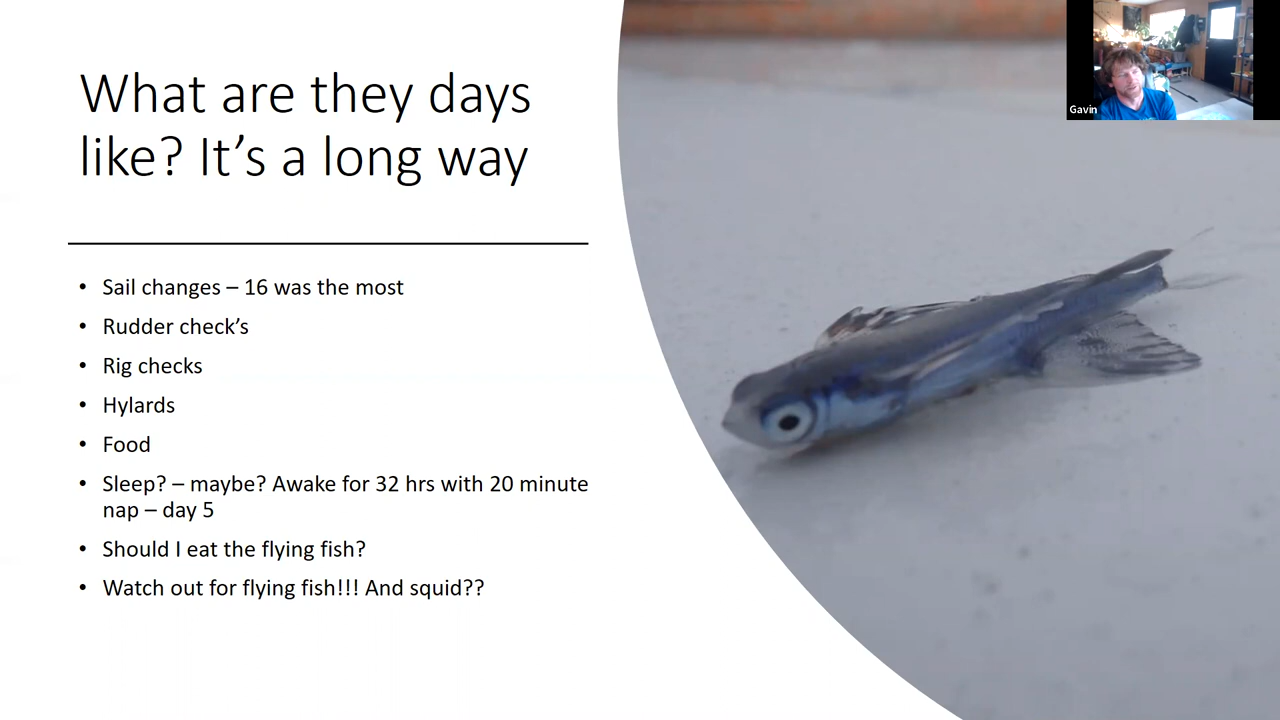 What are they days
like? It's a long way
• Sail changes – 16 was the most
• Rudder check's
• Rig checks
• Hylards
• Food
• Sleep? – maybe? Awake for 32 hrs with 20 minute
nap – day 5
• Should I eat the flying fish?
• Watch out for flying fish!!! And squid??
Gavin